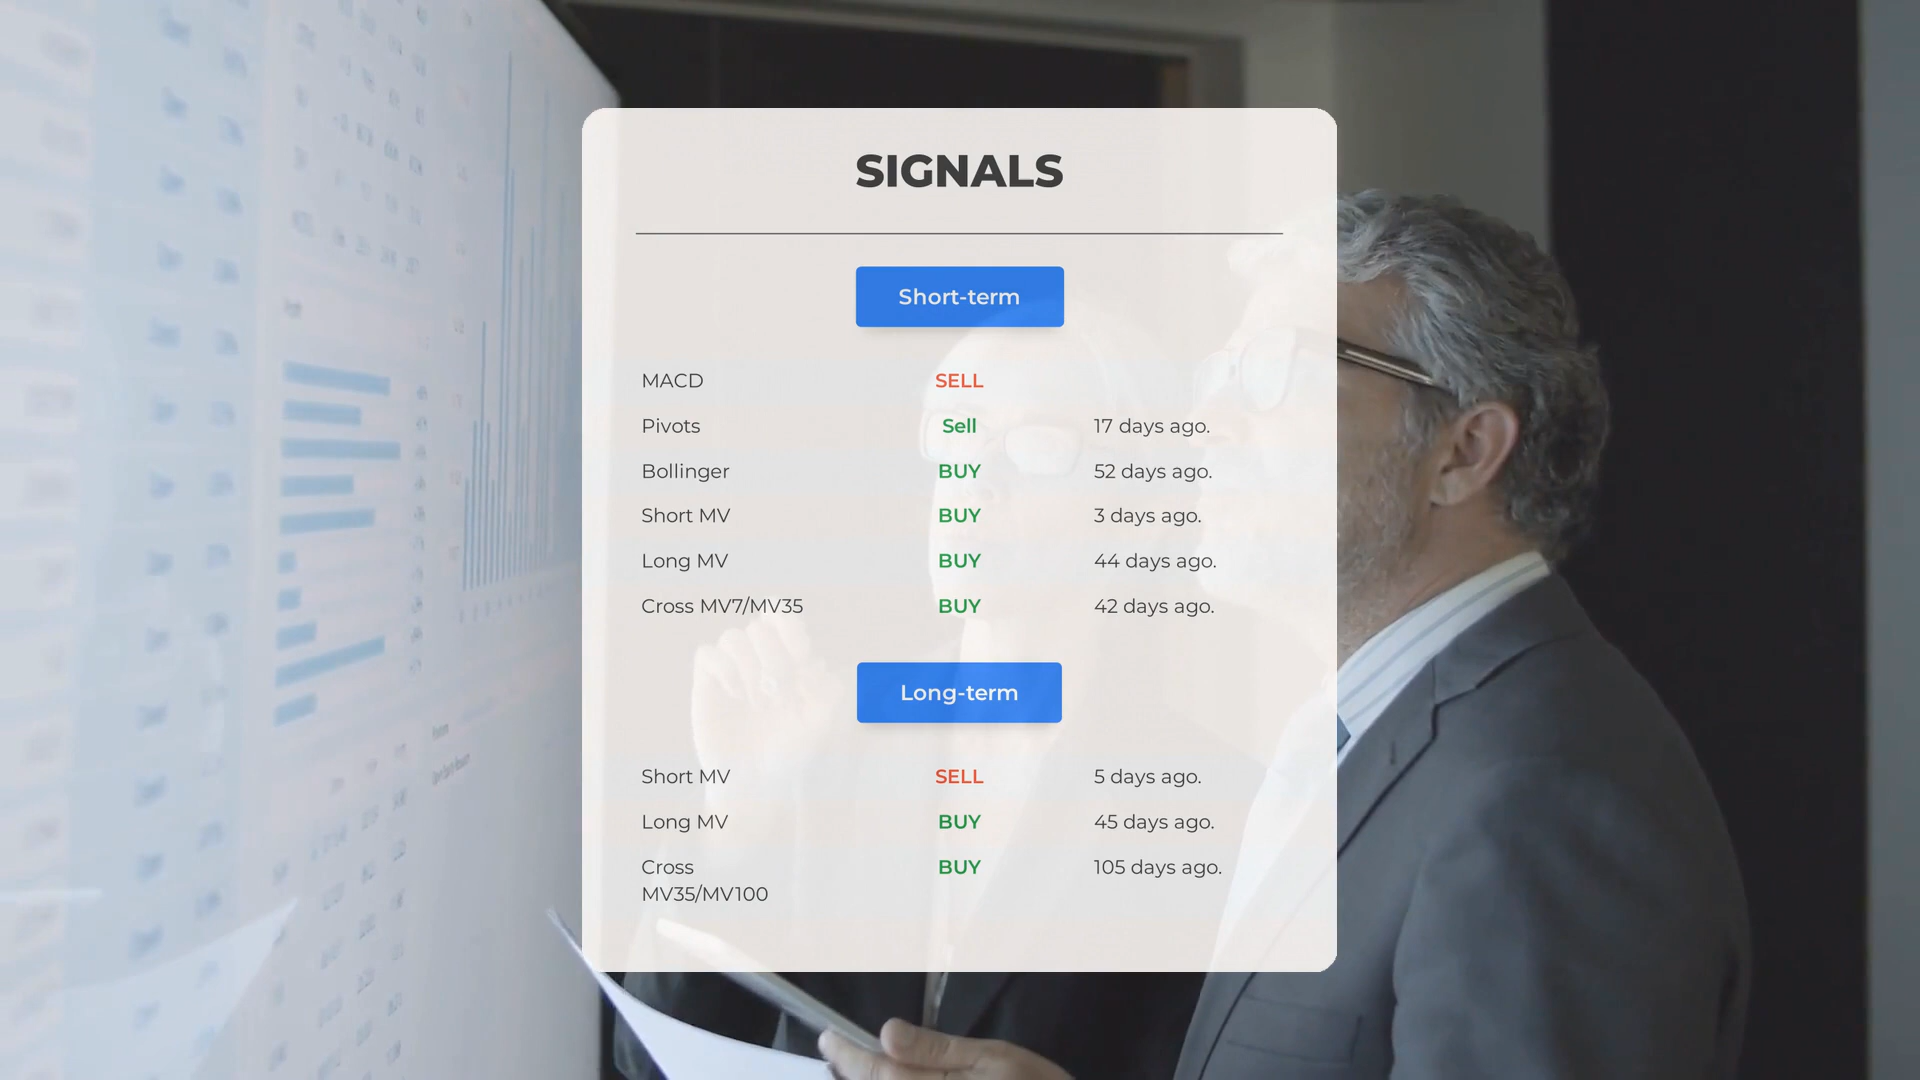 SIGNALS
Short-term
MACD SELL
Pivots Sell 17 days ago.
Bollinger BUY 52 days ago.
Short MV BUY 3 days ago.
Long MV BUY 44 days ago.
Cross MV7/MV35 BUY 42 days ago.
Long-term
Short MV SELL 5 days ago.
Long MV BUY 45 days ago.
Cross BUY 105 days ago.
MV35/MV100